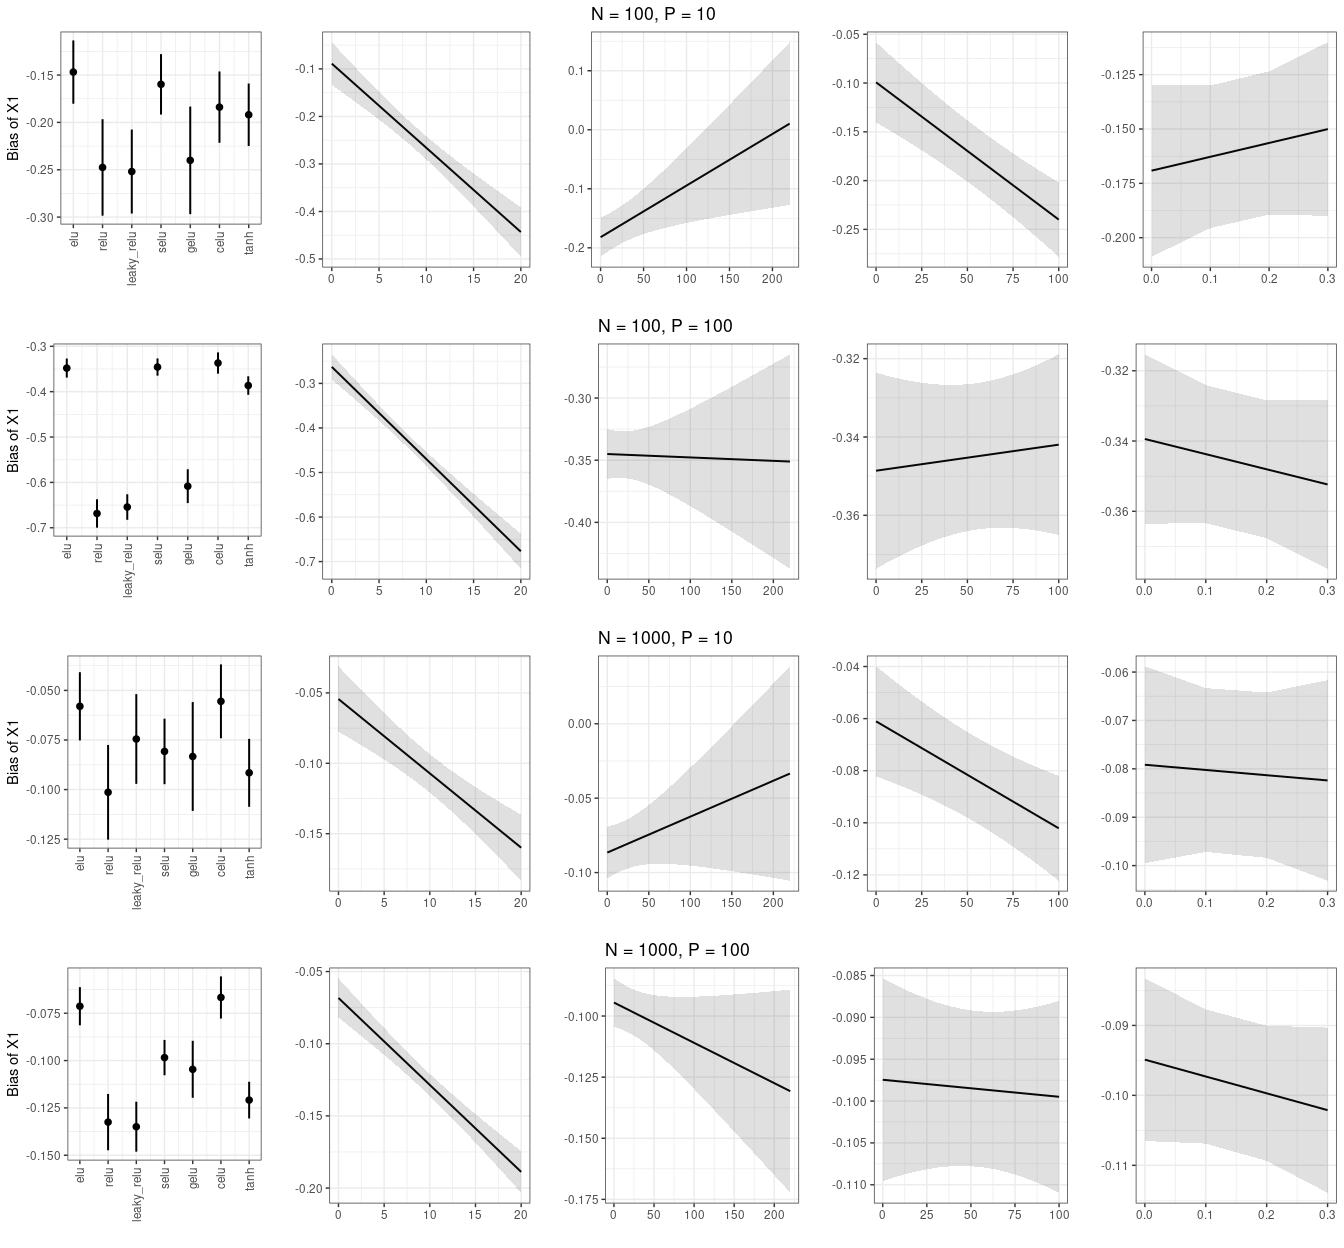 N = 100, P = 10
Bias of X1
-0.15
-0.20
-0.25
-0.30
elu
relu
leaky_relu
selu
gelu
celu
tanh
-0.1
-0.2
-0.3
-0.4
-0.5
0 5 10 15 20
0.1
0.0
-0.1
-0.2
0 50 100 150 200
-0.05
-0.10
-0.15
-0.20
-0.25
0 25 50 75 100
-0.125
-0.150
-0.175
-0.200
0.0 0.1 0.2 0.3
N = 100, P = 100
Bias of X1
-0.3
-0.4
-0.5
-0.6
-0.7
elu
relu
leaky_relu
selu
gelu
celu
tanh
-0.3
-0.4
-0.5
-0.6
-0.7
0 5 10 15 20
-0.30
-0.35
-0.40
0 50 100 150 200
-0.32
-0.34
-0.36
0 25 50 75 100
-0.32
-0.34
-0.36
0.0 0.1 0.2 0.3
N = 1000, P = 10
Bias of X1
-0.050
-0.075
-0.100
-0.125
elu
relu
leaky_relu
selu
gelu
celu
tanh
-0.05
-0.10
-0.15
0 5 10 15 20
0.00
-0.05
-0.10
0 50 100 150 200
-0.04
-0.06
-0.08
-0.10
-0.12
0 25 50 75 100
-0.06
-0.07
-0.08
-0.09
-0.10
0.0 0.1 0.2 0.3
N = 1000, P = 100
Bias of X1
-0.075
-0.100
-0.125
-0.150
elu
relu
leaky_relu
selu
gelu
celu
tanh
-0.05
-0.10
-0.15
-0.20
0 5 10 15 20
-0.100
-0.125
-0.150
-0.175
0 50 100 150 200
-0.085
-0.090
-0.095
-0.100
-0.105
-0.110
0 25 50 75 100
-0.09
-0.10
-0.11
0.0 0.1 0.2 0.3